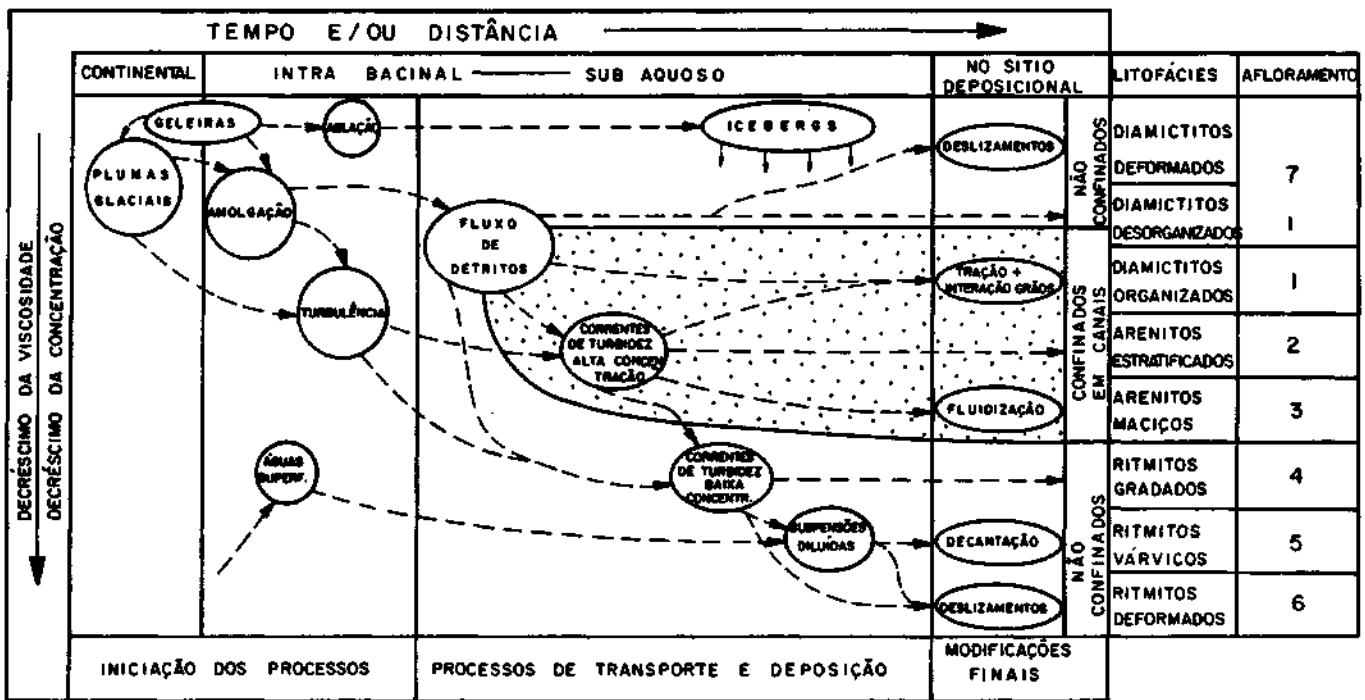 TEMPO E/OU DISTÂNCIA
CONTINENTAL
INTRA BACINAL
SUB AQUOSO
NO SITIO
DEPOSICIONAL
LITOFÁCIES
AFLORAMENTO
DECRÉSCIMO DA VISCOSIDADE
DECRÉSCIMO DA CONCENTRAÇÃO
GELEIRAS
ABLAÇÃO
ICEBERGS
DESLIZAMENTOS
PLUMAS
GLACIAIS
AMOLGAÇÃO
FLUXO
DE
DETRITOS
TURBULÊNCIA
TRAÇÃO +
INTERAÇÃO GRÃOS
CORRENTES
DE TURBIDEZ
ALTA CONCEN
TRAÇÃO
FLUIDIZAÇÃO
ÁGUAS
SUPERF.
CORRENTES
DE TURBIDEZ
BAIXA
CONCENTR.
SUSPENSÕES
DILUÍDAS
DECANTAÇÃO
DESLIZAMENTOS
NÃO
CONFINADOS
CONFINADOS
EM CANAIS
NÃO
CONFINADOS
DIAMICTITOS
DEFORMADOS
7
DIAMICTITOS
DESORGANIZADOS
1
DIAMICTITOS
ORGANIZADOS
1
ARENITOS
ESTRATIFICADOS
2
ARENITOS
MACIÇOS
3
RITMITOS
GRADADOS
4
RITMITOS
VÁRVICOS
5
RITMITOS
DEFORMADOS
6
INICIAÇÃO DOS PROCESSOS
PROCESSOS DE TRANSPORTE E DEPOSIÇÃO
MODIFICAÇÕES
FINAIS